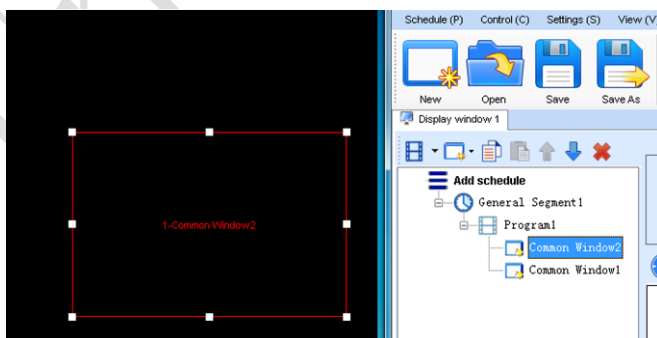 1-Common Window2
Schedule (P) Control (C) Settings (S) View (V
New Open Save Save As
Display window 1
Add schedule
General Segment1
Program1
Common Window2
Common Window1